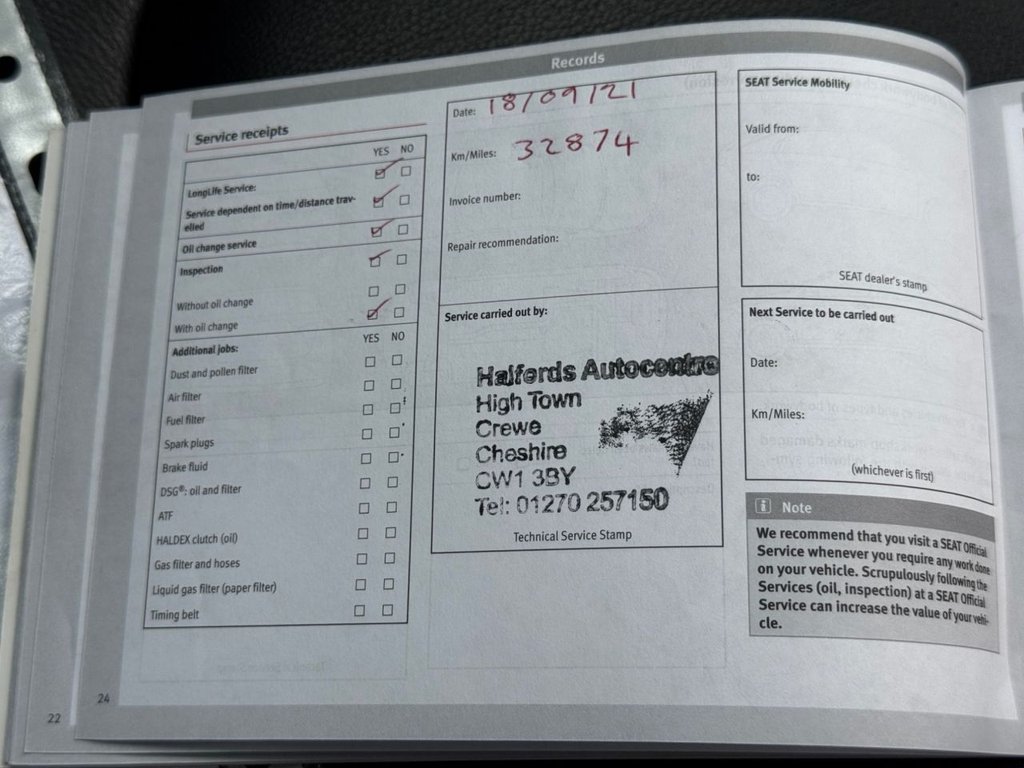 Records
Service receipts
YES NO
LongLife Service:
Service dependent on time/distance trav-
elled
Oil change service
Inspection
Without oil change
With oil change
Additional jobs:
YES NO
Dust and pollen filter
Air filter
Fuel filter
Spark plugs
Brake fluid
DSG®: oil and filter
ATF
HALDEX clutch (oil)
Gas filter and hoses
Liquid gas filter (paper filter)
Timing belt
Date: 18/09/21
Km/Miles: 32874
Invoice number:
Repair recommendation:
Service carried out by:
Halfords Autocentre
High Town
Crewe
Cheshire
CW1 3BY
Tel: 01270 257150
Technical Service Stamp
SEAT Service Mobility
Valid from:
to:
SEAT dealer's stamp
Next Service to be carried out
Date:
Km/Miles:
(whichever is first)
i Note
We recommend that you visit a SEAT Official
Service whenever you require any work done
on your vehicle. Scrupulously following the
Services (oil, inspection) at a SEAT Official
Service can increase the value of your vehi-
cle.
24
22